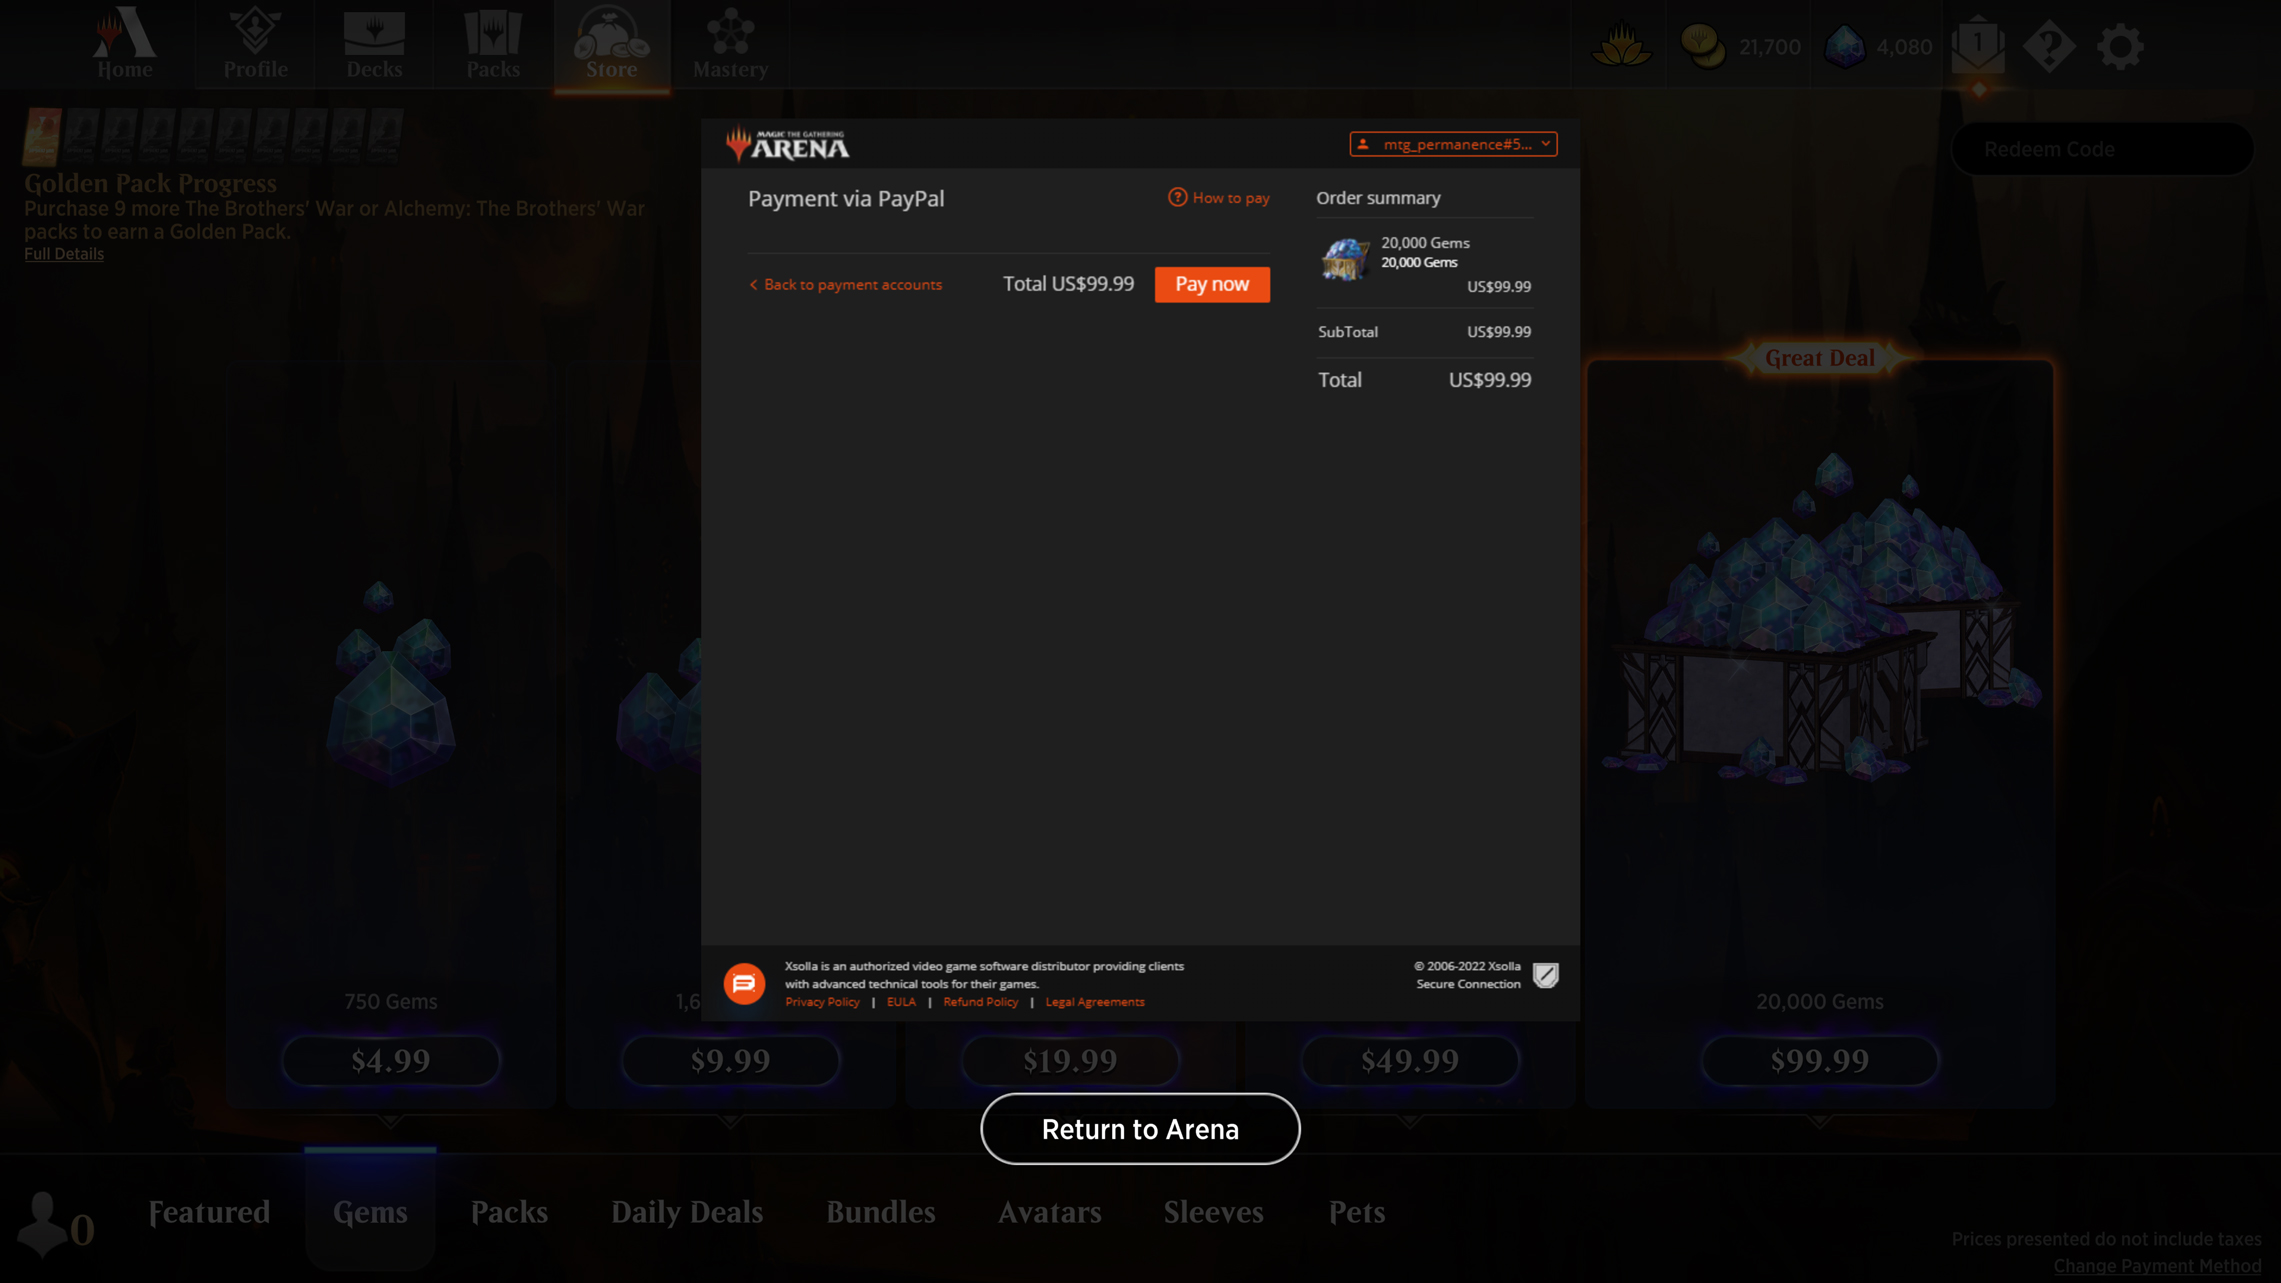 Home
Profile
Decks
Packs
Store
Mastery
21,700
4,080
1
Golden Pack Progress
Purchase 9 more The Brothers' War or Alchemy: The Brothers' War
packs to earn a Golden Pack.
Full Details
Redeem Code
MAGIC THE GATHERING
ARENA
mtg_permanence#5...
Payment via PayPal
? How to pay
Back to payment accounts
Total US$99.99
Pay now
Order summary
20,000 Gems
20,000 Gems
US$99.99
SubTotal US$99.99
Total US$99.99
Great Deal
Xsolla is an authorized video game software distributor providing clients
with advanced technical tools for their games.
Privacy Policy | EULA | Refund Policy | Legal Agreements
© 2006-2022 Xsolla
Secure Connection
750 Gems
1,6
20,000 Gems
$4.99
$9.99
$19.99
$49.99
$99.99
Return to Arena
0
Featured
Gems
Packs
Daily Deals
Bundles
Avatars
Sleeves
Pets
Prices presented do not include taxes
Change Payment Method